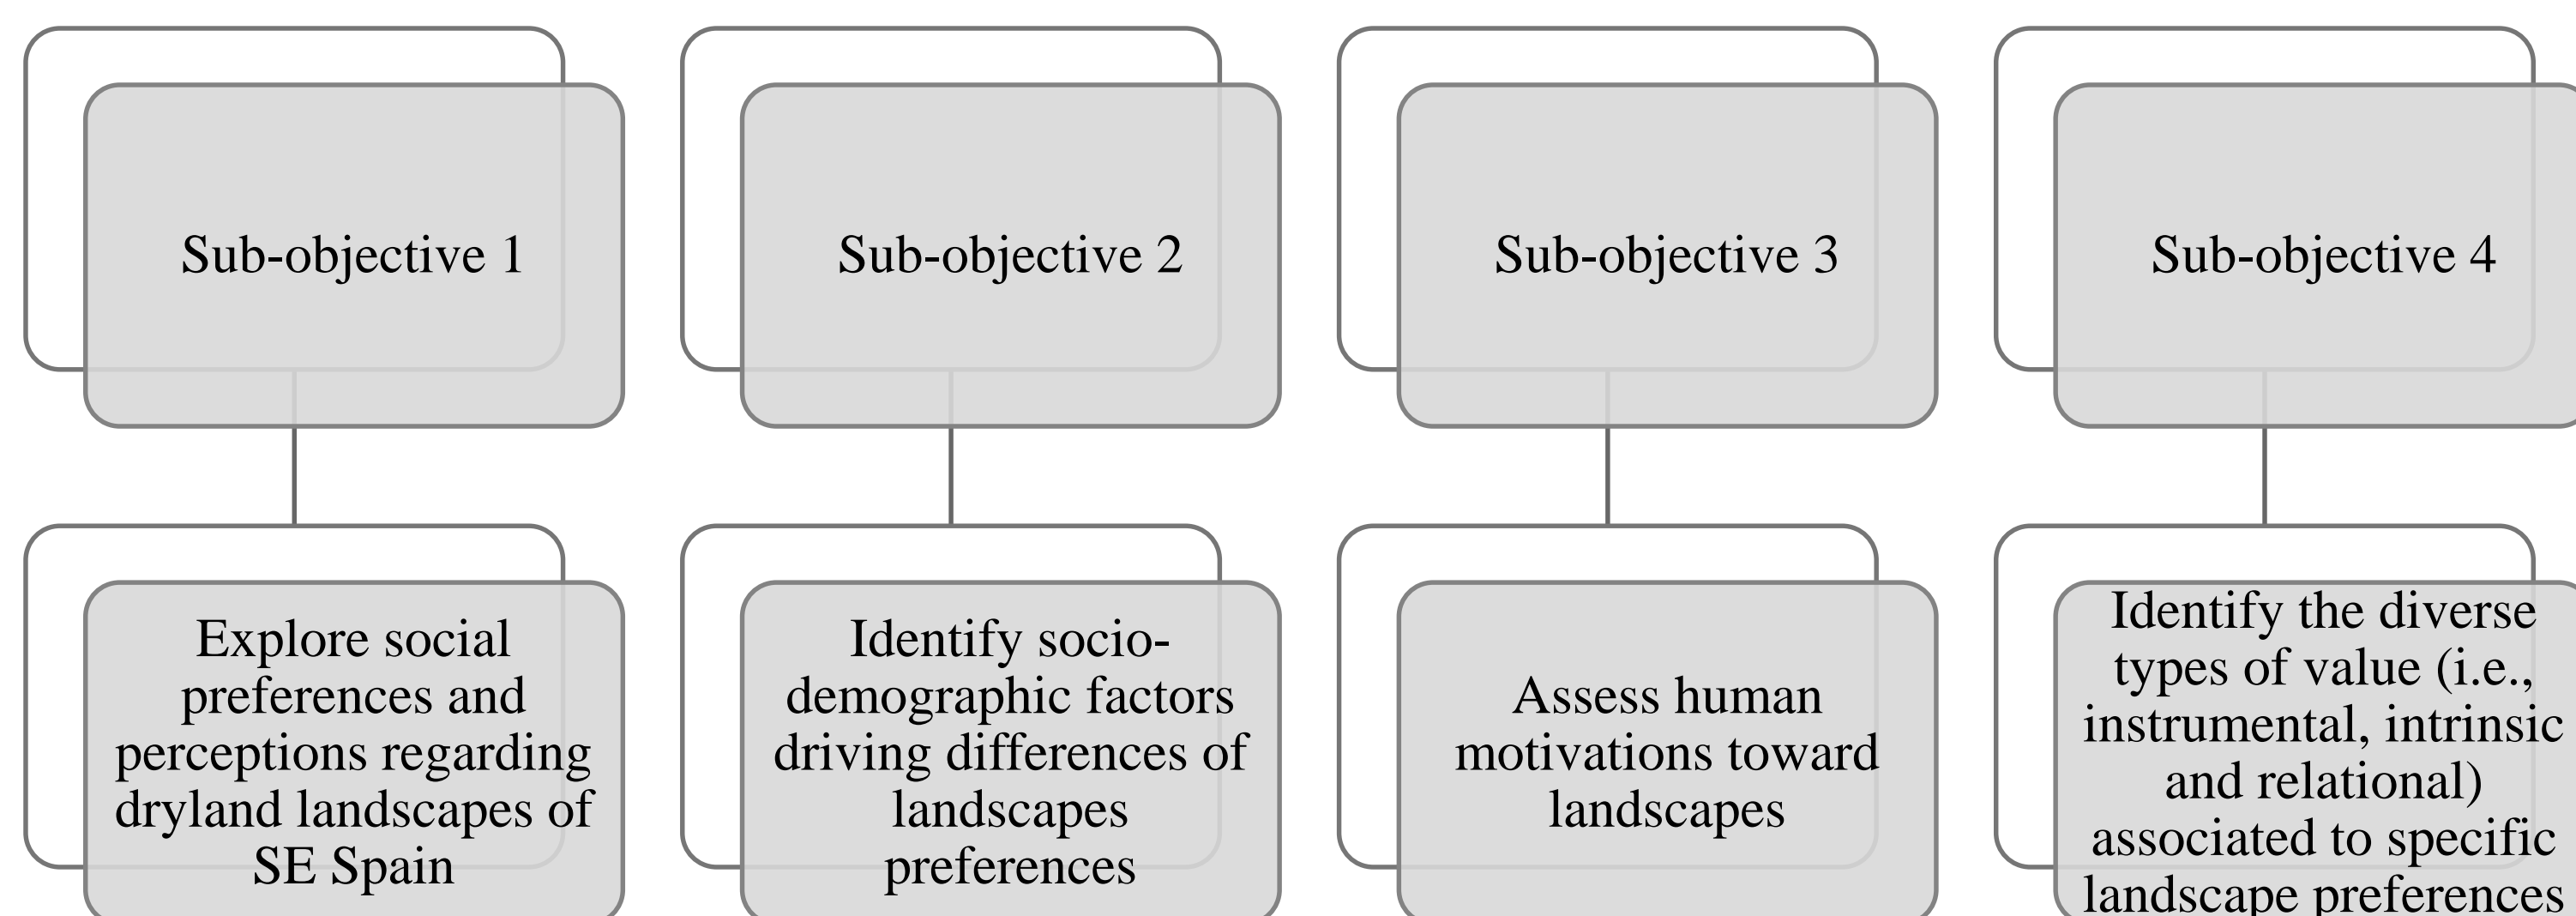 Sub-objective 1
Sub-objective 2
Sub-objective 3
Sub-objective 4
Explore social
preferences and
perceptions regarding
dryland landscapes of
SE Spain
Identify socio-
demographic factors
driving differences of
landscapes
preferences
Assess human
motivations toward
landscapes
Identify the diverse
types of value (i.e.,
instrumental, intrinsic
and relational)
associated to specific
landscape preferences